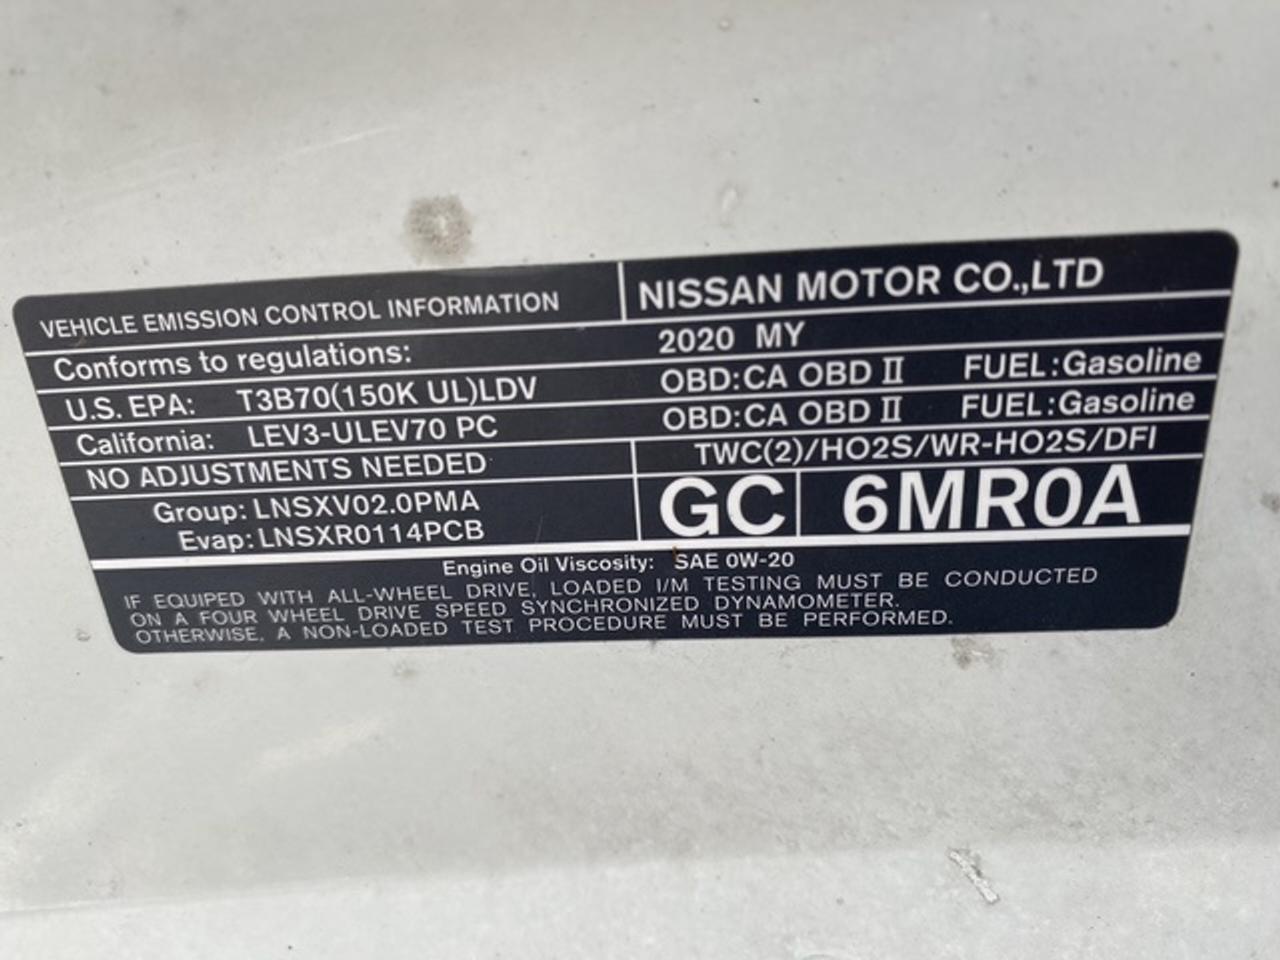 VEHICLE EMISSION CONTROL INFORMATION NISSAN MOTOR CO.,LTD
Conforms to regulations: 2020 MY
U.S. EPA: T3B70(150K UL)LDV OBD:CA OBD II FUEL:Gasoline
California: LEV3-ULEV70 PC OBD:CA OBD II FUEL:Gasoline
NO ADJUSTMENTS NEEDED TWC(2)/HO2S/WR-HO2S/DFI
Group: LNSXV02.0PMA GC 6MR0A
Evap: LNSXR0114PCB
Engine Oil Viscosity: SAE 0W-20
IF EQUIPED WITH ALL-WHEEL DRIVE, LOADED I/M TESTING MUST BE CONDUCTED
ON A FOUR WHEEL DRIVE SPEED SYNCHRONIZED DYNAMOMETER.
OTHERWISE, A NON-LOADED TEST PROCEDURE MUST BE PERFORMED.